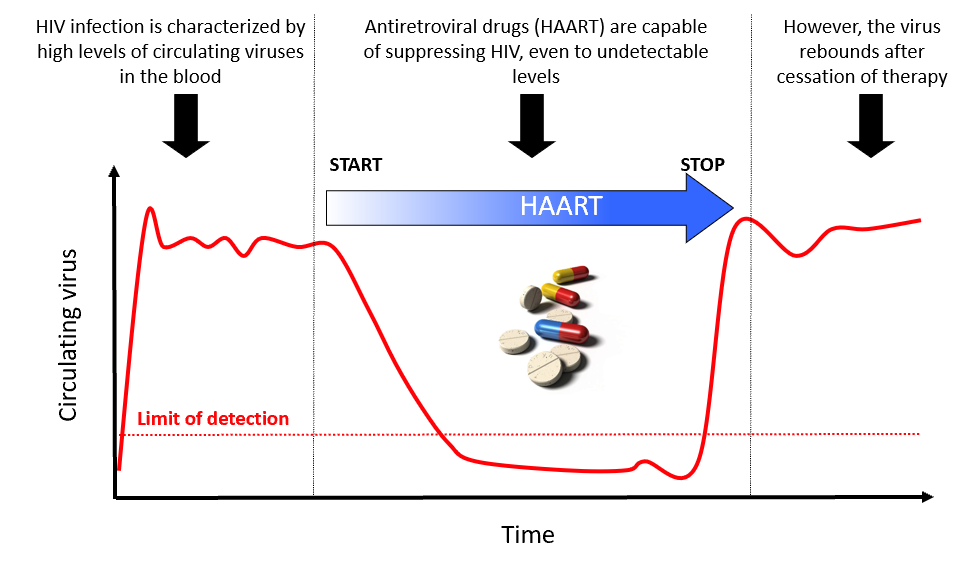 HIV infection is characterized by
high levels of circulating viruses
in the blood
Antiretroviral drugs (HAART) are capable
of suppressing HIV, even to undetectable
levels
However, the virus
rebounds after
cessation of therapy
START
STOP
HAART
Circulating virus
Limit of detection
Time